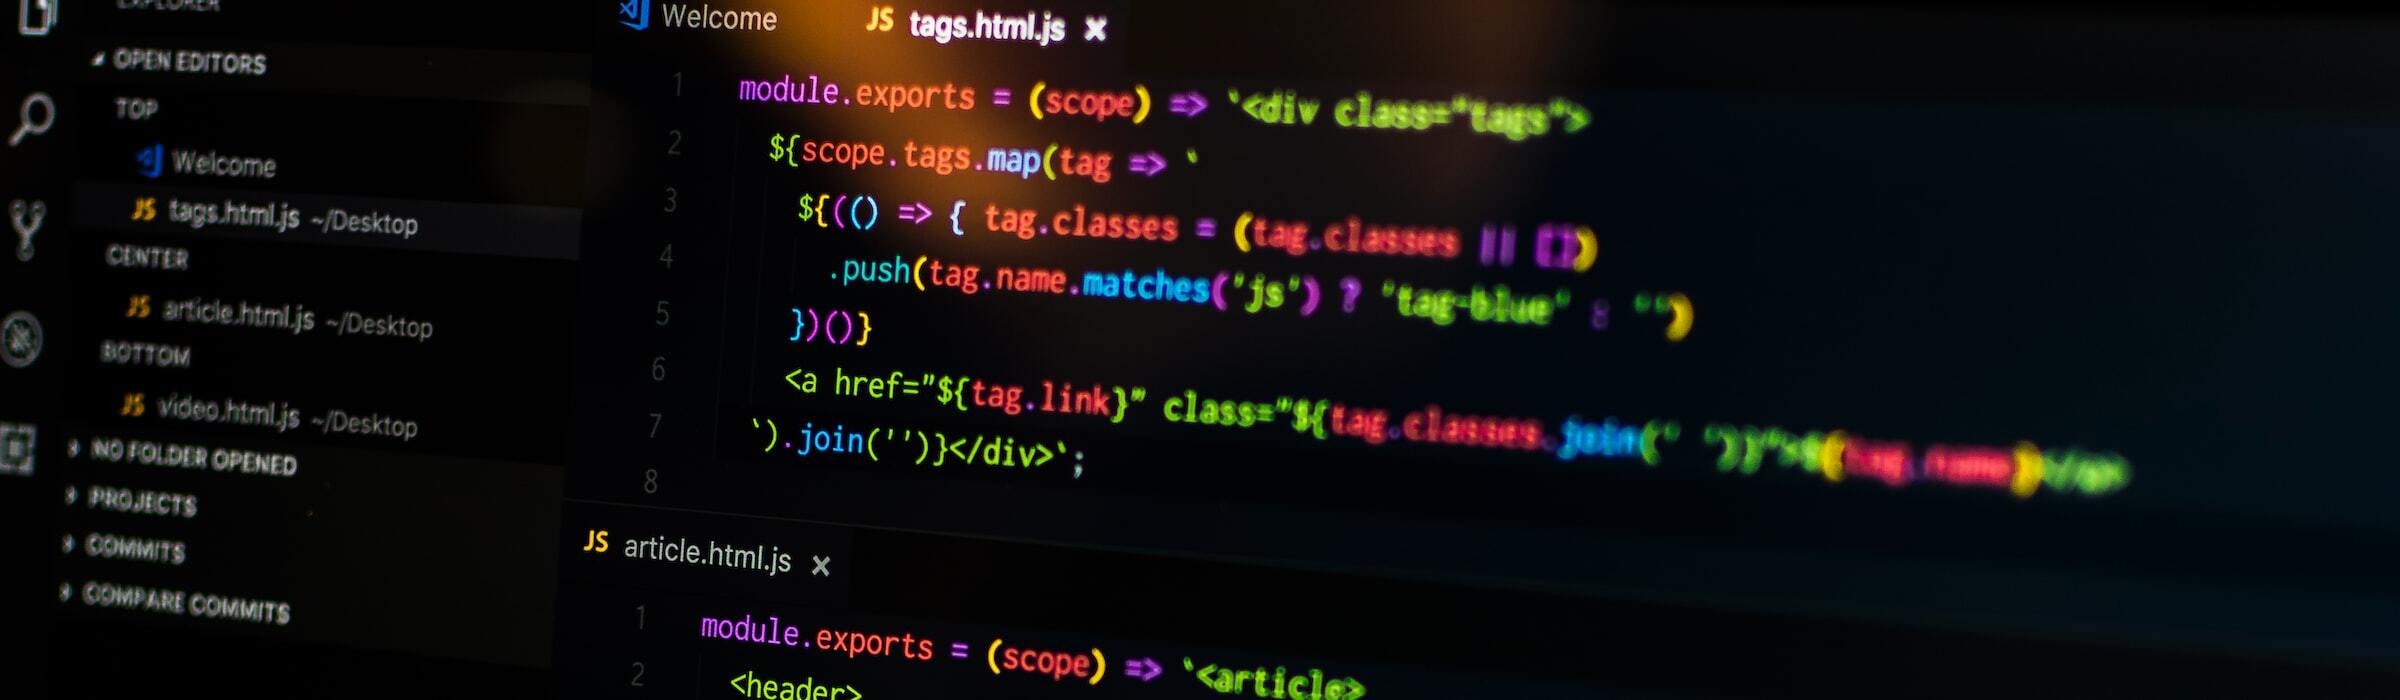 EXPLORER
OPEN EDITORS
TOP
Welcome
JS tags.html.js ~/Desktop
CENTER
JS article.html.js ~/Desktop
BOTTOM
JS video.html.js ~/Desktop
NO FOLDER OPENED
PROJECTS
COMMITS
COMPARE COMMITS
Welcome JS tags.html.js
1 module.exports = (scope) => `<div class="tags">
2 ${scope.tags.map(tag => `
3 ${(() => { tag.classes = (tag.classes || [])
4 .push(tag.name.matches('js') ? 'tag-blue' : '')
5 })()}
6 <a href="${tag.link}" class="${tag.classes.join(' ')}">${tag.name}</a>
7 `).join('')}</div>`;
8
JS article.html.js
1 module.exports = (scope) => `<article>
2 <header>